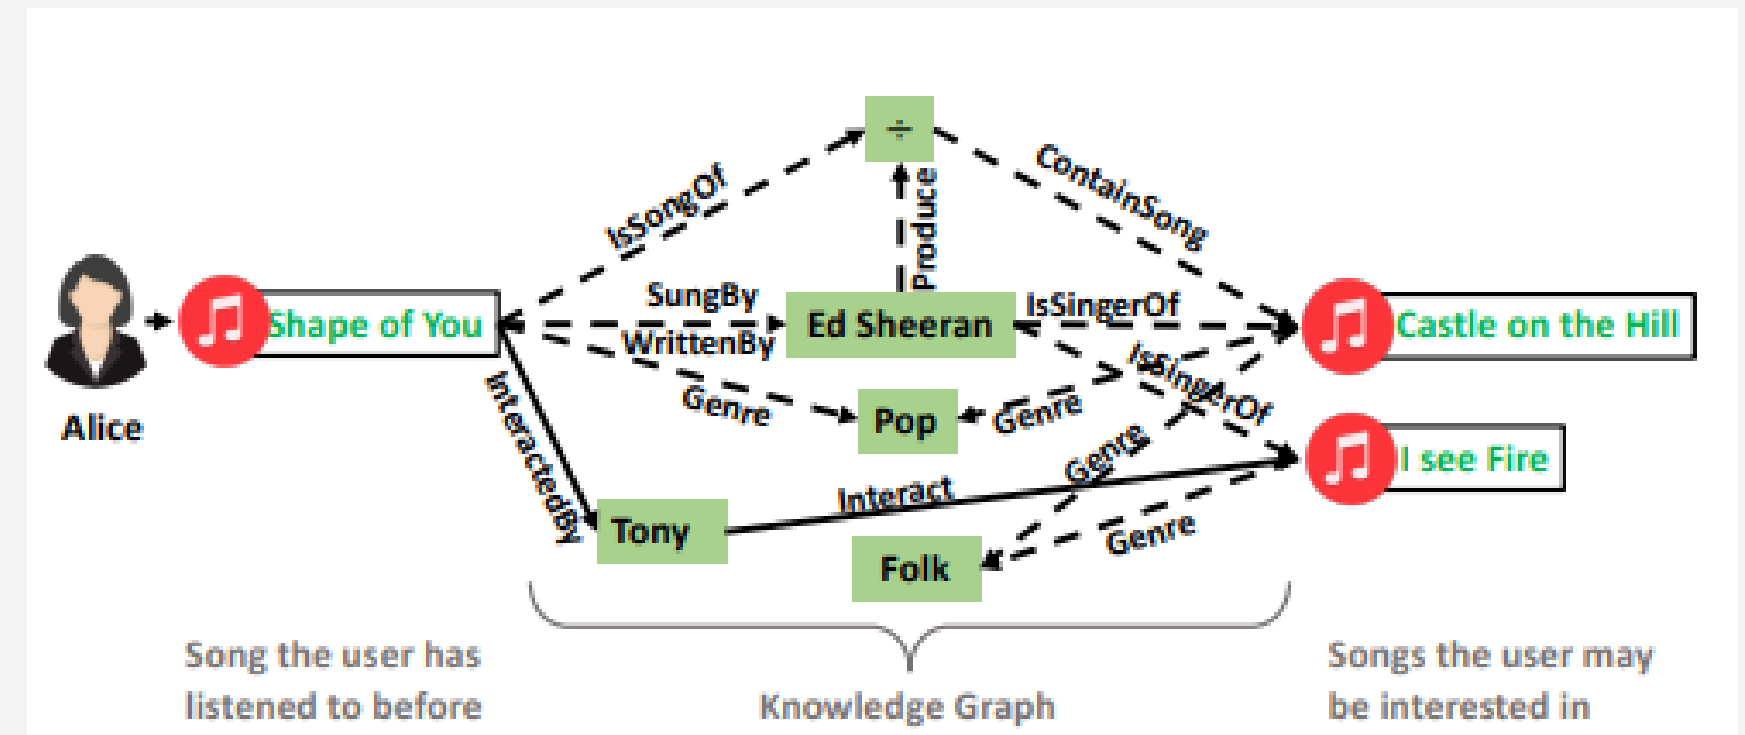 ÷
ContainSong
IsSongOf
Produce
SungBy
IsSingerOf
Shape of You
Ed Sheeran
Castle on the Hill
WrittenBy
IsSingerOf
Genre
Pop
Genre
Alice
InteractedBy
Genre
I see Fire
Interact
Tony
Genre
Folk
Song the user has
listened to before
Knowledge Graph
Songs the user may
be interested in